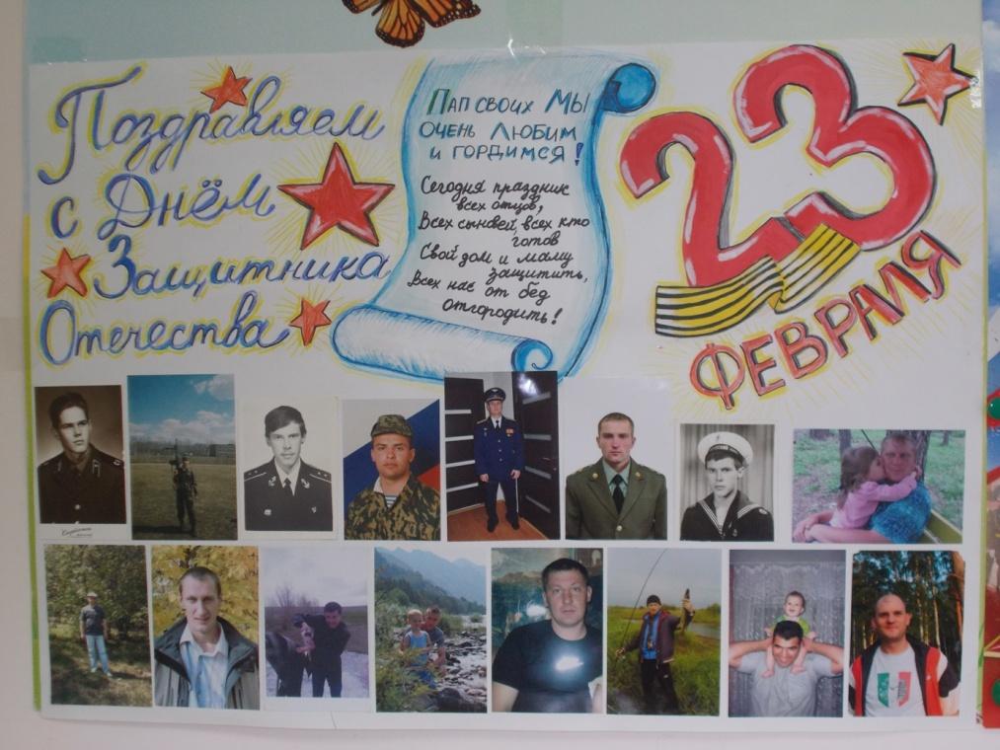 Поздравляем
с Днём
Защитника
Отечества
Пап своих Мы
очень Любим
и гордимся!
Сегодня праздник
всех отцов,
Всех сыновей, всех кто
готов
Свой дом и маму
защитить,
Всех нас от бед
отгородить!
23
ФЕВРАЛЯ